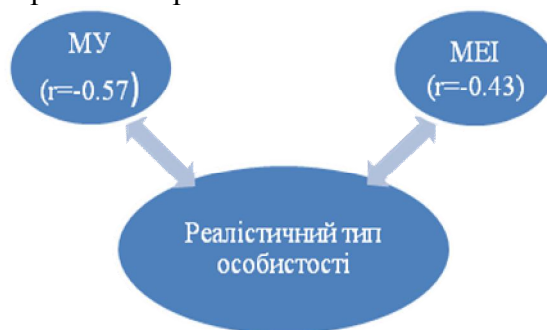 МУ
(r=-0.57)
МЕІ
(r=-0.43)
Реалістичний тип
особистості